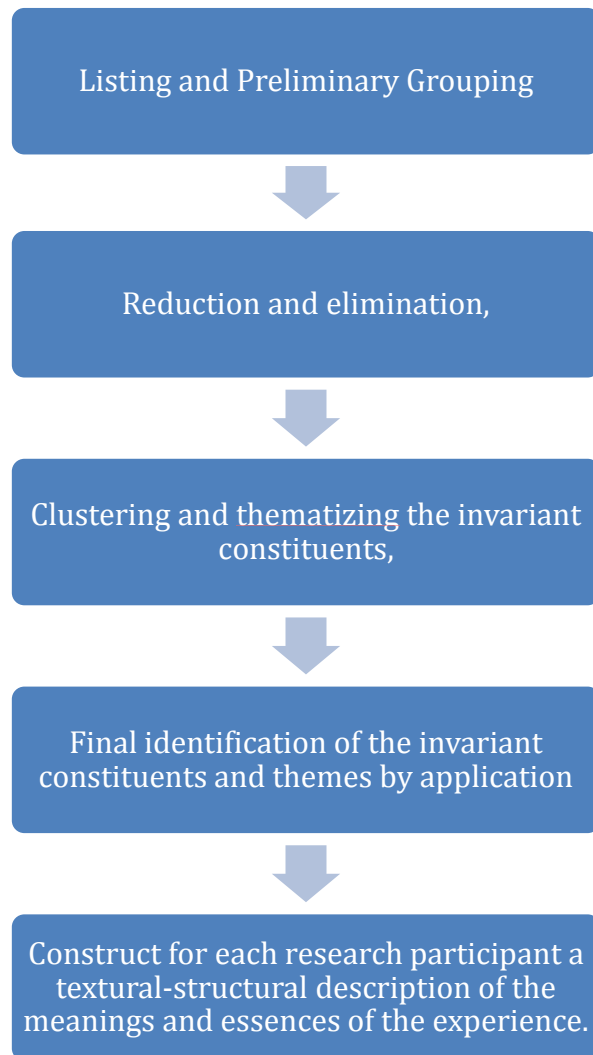 Listing and Preliminary Grouping
Reduction and elimination,
Clustering and thematizing the invariant
constituents,
Final identification of the invariant
constituents and themes by application
Construct for each research participant a
textural-structural description of the
meanings and essences of the experience.